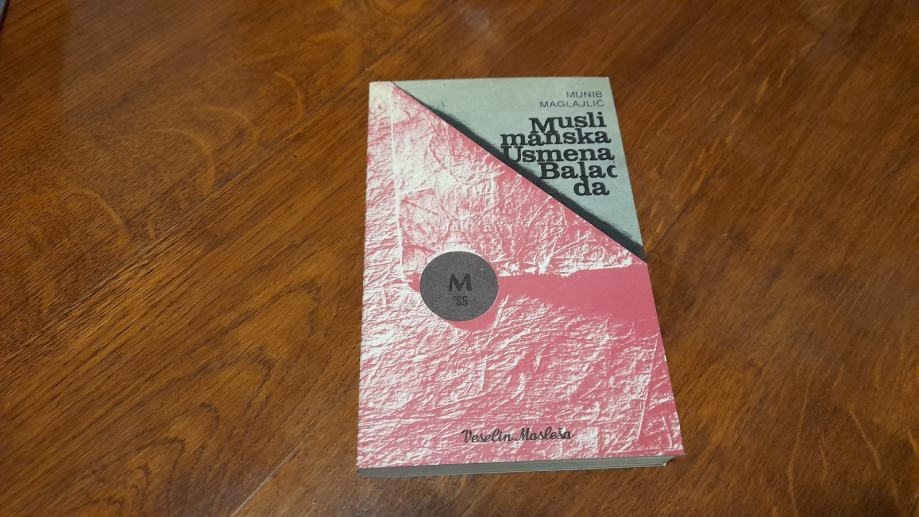 MUNIB
MAGLAJLIĆ
Musli
manska
Usmena
Balac
da
M
'85
Veselin Masleša